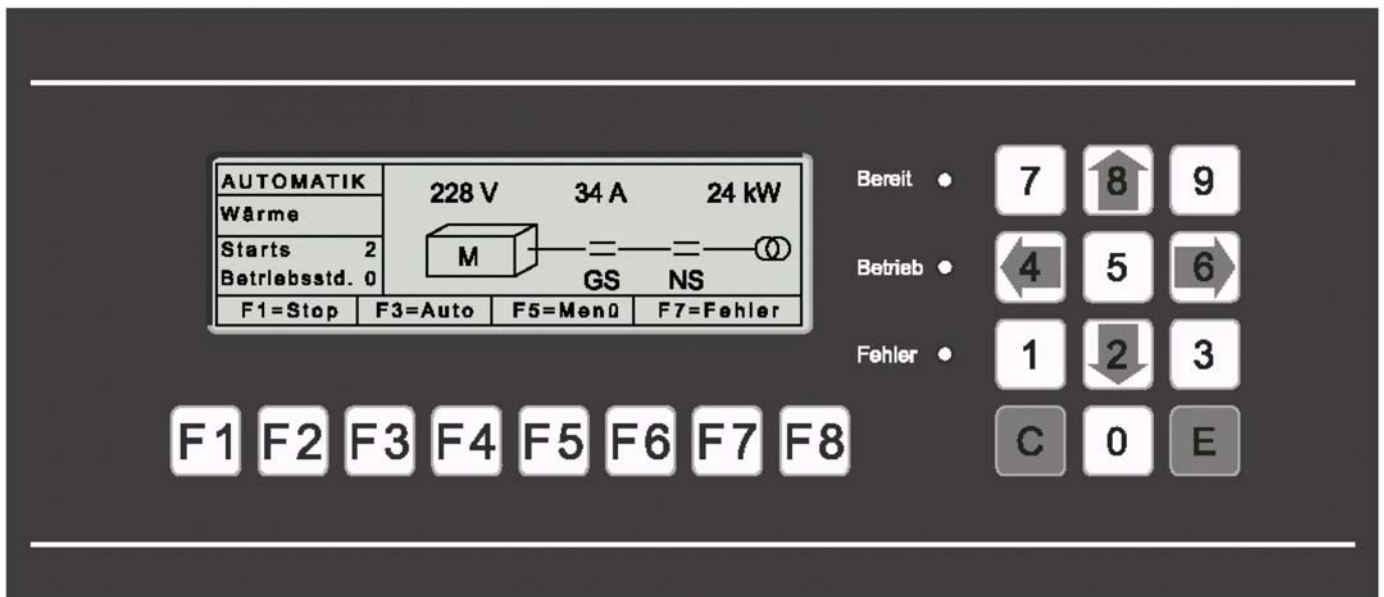 AUTOMATIK
Wärme
Starts 2
Betriebsstd. 0
228 V 34 A 24 kW
M
GS NS
F1=Stop F3=Auto F5=Menü F7=Fehler
Bereit
Betrieb
Fehler
7 8 9
4 5 6
1 2 3
C 0 E
F1 F2 F3 F4 F5 F6 F7 F8